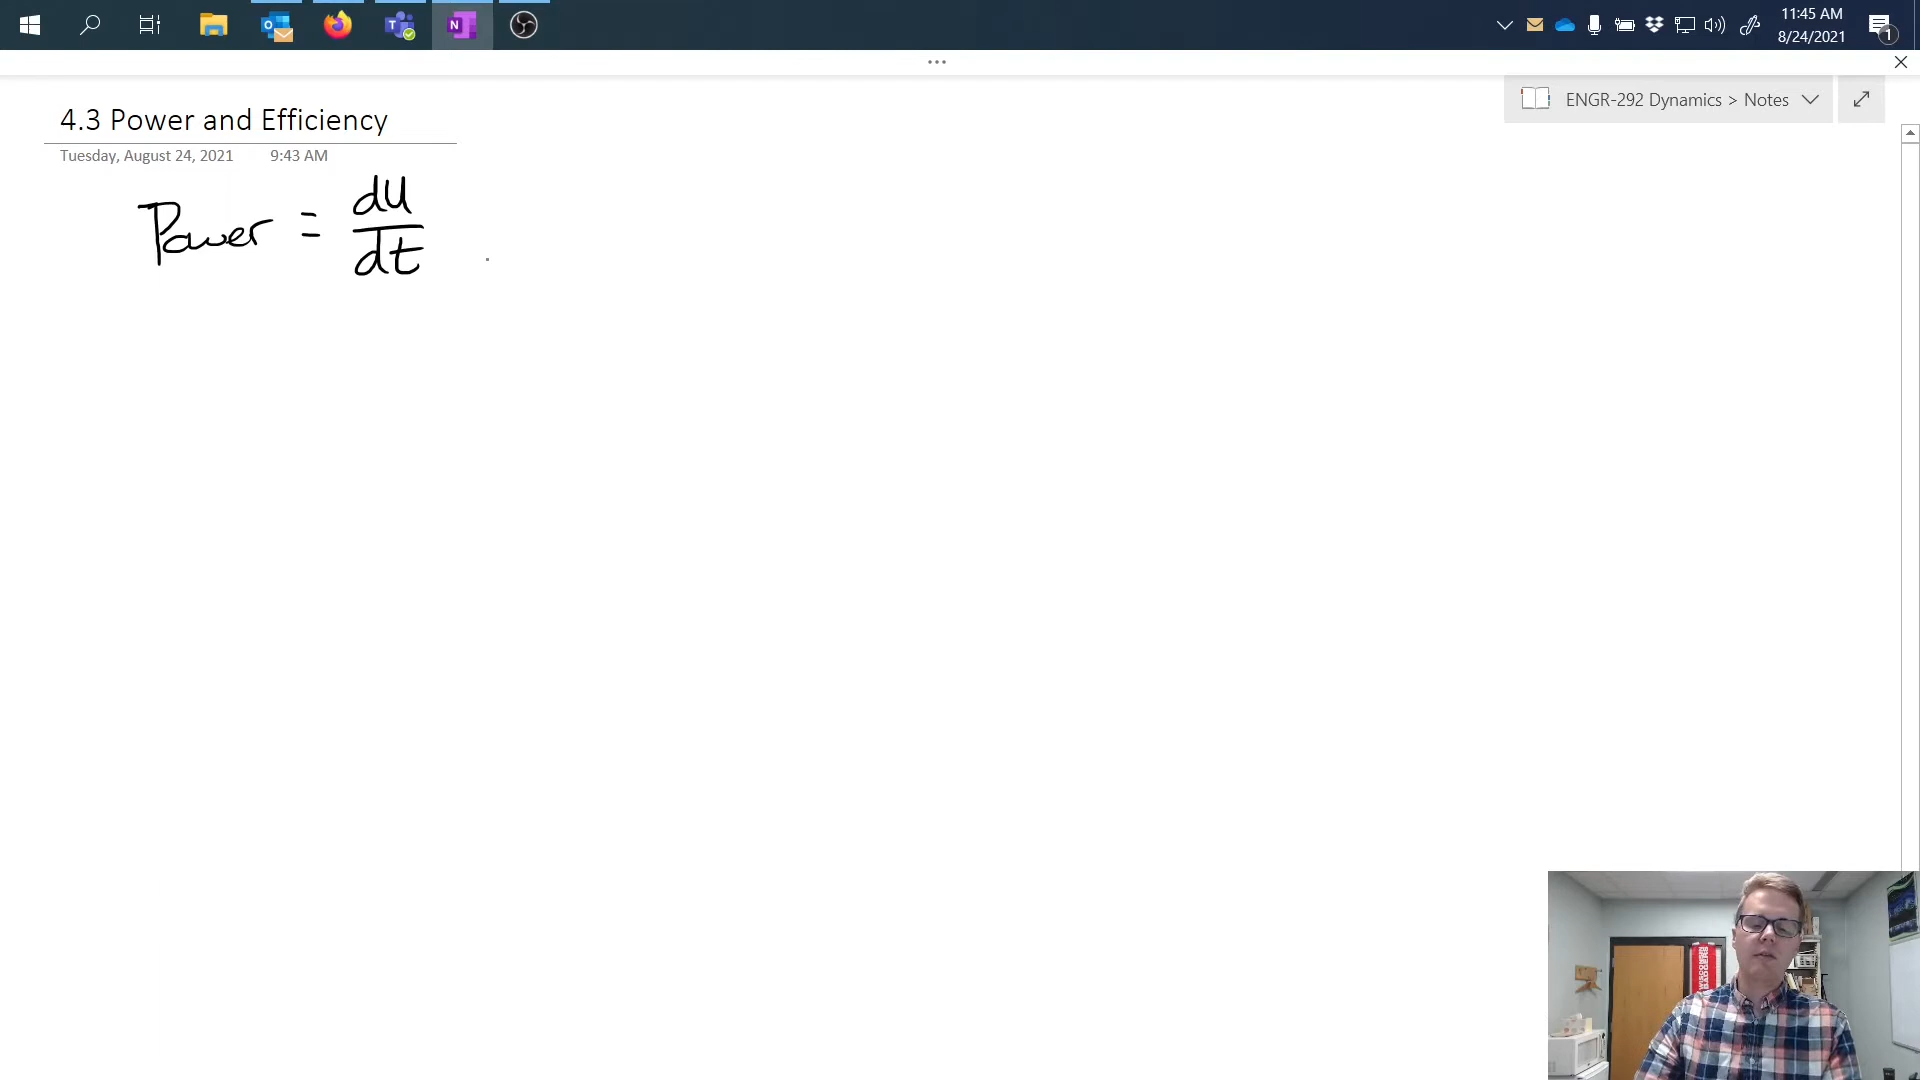 11:45 AM
8/24/2021
1
ENGR-292 Dynamics > Notes
4.3 Power and Efficiency
Tuesday, August 24, 2021 9:43 AM
Power = dU/dt